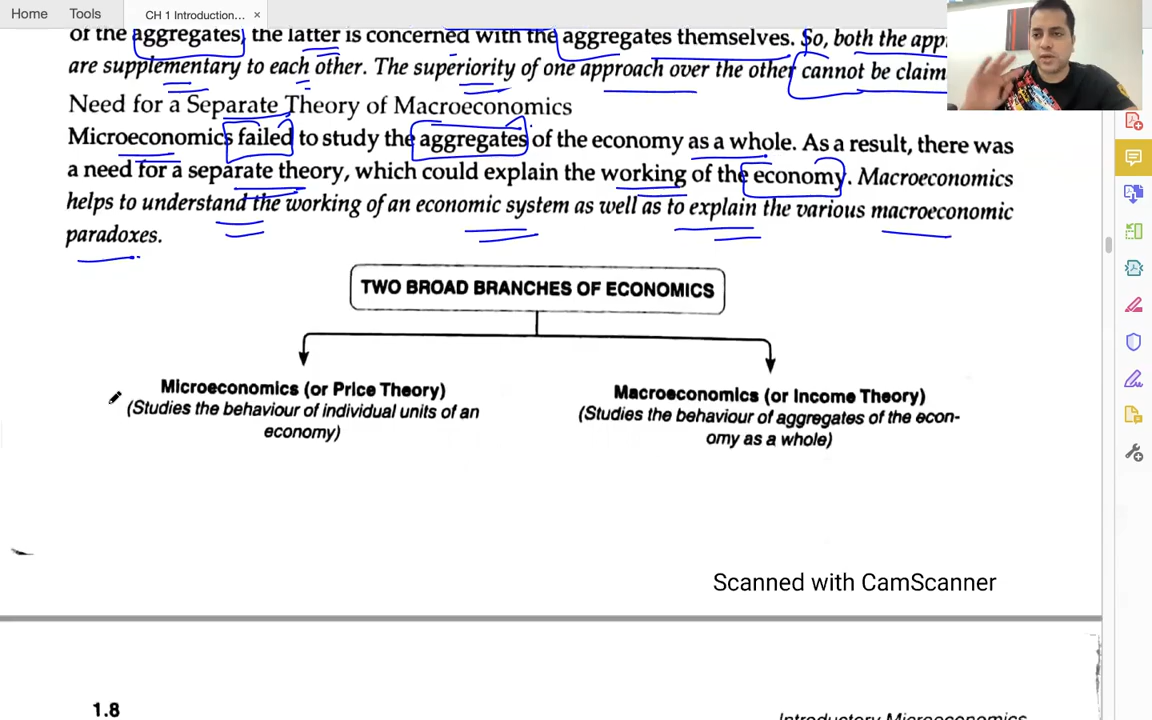 Home
Tools
CH 1 Introduction... ×
of the aggregates, the latter is concerned with the aggregates themselves. So, both the app
are supplementary to each other. The superiority of one approach over the other cannot be claim
Need for a Separate Theory of Macroeconomics
Microeconomics failed to study the aggregates of the economy as a whole. As a result, there was
a need for a separate theory, which could explain the working of the economy. Macroeconomics
helps to understand the working of an economic system as well as to explain the various macroeconomic
paradoxes.
TWO BROAD BRANCHES OF ECONOMICS
Microeconomics (or Price Theory)
(Studies the behaviour of individual units of an
economy)
Macroeconomics (or Income Theory)
(Studies the behaviour of aggregates of the econ-
omy as a whole)
Scanned with CamScanner
1.8
Introductory Microeconomics